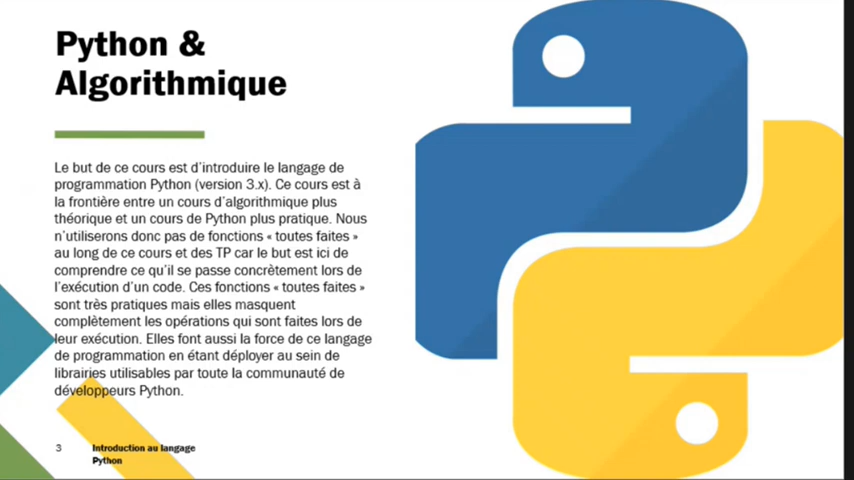 Python &
Algorithmique
Le but de ce cours est d'introduire le langage de
programmation Python (version 3.x). Ce cours est à
la frontière entre un cours d'algorithmique plus
théorique et un cours de Python plus pratique. Nous
n'utiliserons donc pas de fonctions « toutes faites »
au long de ce cours et des TP car le but est ici de
comprendre ce qu'il se passe concrètement lors de
l'exécution d'un code. Ces fonctions « toutes faites »
sont très pratiques mais elles masquent
complètement les opérations qui sont faites lors de
leur exécution. Elles font aussi la force de ce langage
de programmation en étant déployer au sein de
librairies utilisables par toute la communauté de
développeurs Python.
3
Introduction au langage
Python